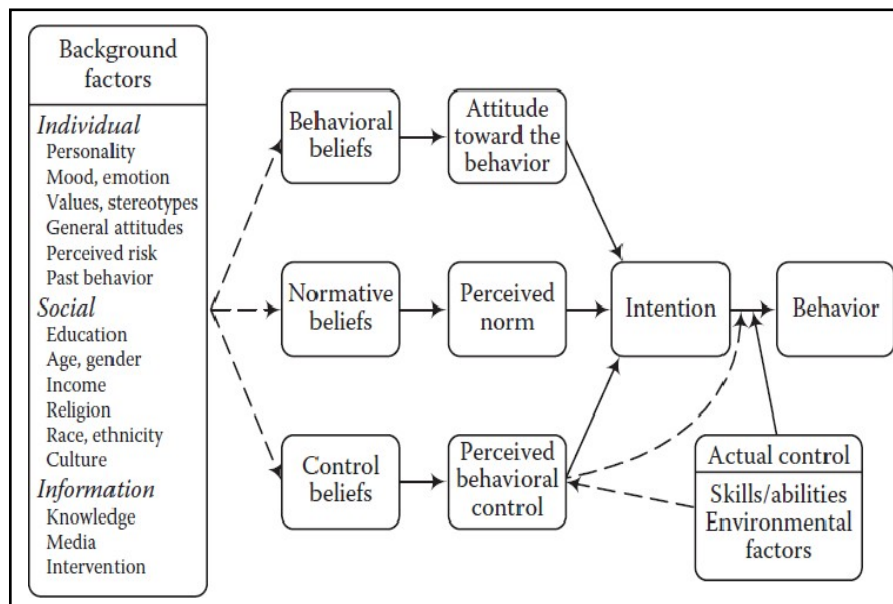 Background
factors
Individual
Personality
Mood, emotion
Values, stereotypes
General attitudes
Perceived risk
Past behavior
Social
Education
Age, gender
Income
Religion
Race, ethnicity
Culture
Information
Knowledge
Media
Intervention
Behavioral
beliefs
Attitude
toward the
behavior
Normative
beliefs
Perceived
norm
Intention
Behavior
Control
beliefs
Perceived
behavioral
control
Actual control
Skills/abilities
Environmental
factors